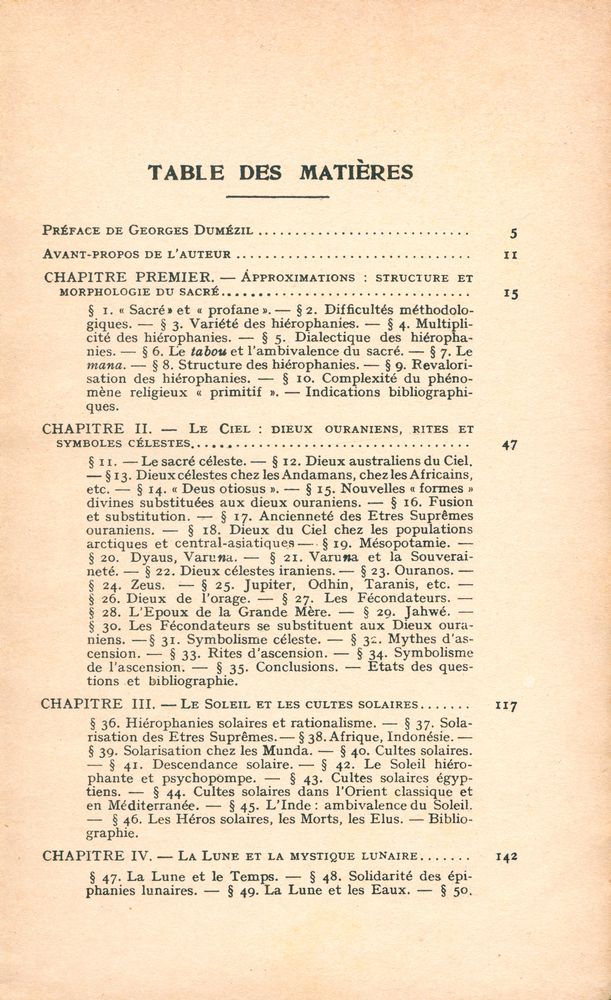 TABLE DES MATIÈRES
PRÉFACE DE GEORGES DUMÉZIL ............................ 5
AVANT-PROPOS DE L'AUTEUR ................................ 11
CHAPITRE PREMIER. — APPROXIMATIONS : STRUCTURE ET
MORPHOLOGIE DU SACRÉ.................................. 15
§ 1. « Sacré » et « profane ». — § 2. Difficultés méthodolo-
giques. — § 3. Variété des hiérophanies. — § 4. Multipli-
cité des hiérophanies. — § 5. Dialectique des hiéropha-
nies. — § 6. Le tabou et l'ambivalence du sacré. — § 7. Le
mana. — § 8. Structure des hiérophanies. — § 9. Revalori-
sation des hiérophanies. — § 10. Complexité du phéno-
mène religieux « primitif ». — Indications bibliographi-
ques.
CHAPITRE II. — LE CIEL : DIEUX OURANIENS, RITES ET
SYMBOLES CÉLESTES...................................... 47
§ 11. — Le sacré céleste. — § 12. Dieux australiens du Ciel.
— § 13. Dieux célestes chez les Andamans, chez les Africains,
etc. — § 14. « Deus otiosus ». — § 15. Nouvelles « formes »
divines substituées aux dieux ouraniens. — § 16. Fusion
et substitution. — § 17. Ancienneté des Etres Suprêmes
ouraniens. — § 18. Dieux du Ciel chez les populations
arctiques et central-asiatiques — § 19. Mésopotamie. —
§ 20. Dyaus, Varuna. — § 21. Varuna et la Souverai-
neté. — § 22. Dieux célestes iraniens. — § 23. Ouranos. —
§ 24. Zeus. — § 25. Jupiter, Odhin, Taranis, etc. —
§ 26. Dieux de l'orage. — § 27. Les Fécondateurs. —
§ 28. L'Epoux de la Grande Mère. — § 29. Jahwé. —
§ 30. Les Fécondateurs se substituent aux Dieux oura-
niens. — § 31. Symbolisme céleste. — § 32. Mythes d'as-
cension. — § 33. Rites d'ascension. — § 34. Symbolisme
de l'ascension. — § 35. Conclusions. — Etats des ques-
tions et bibliographie.
CHAPITRE III. — LE SOLEIL ET LES CULTES SOLAIRES....... 117
§ 36. Hiérophanies solaires et rationalisme. — § 37. Sola-
risation des Etres Suprêmes. — § 38. Afrique, Indonésie. —
§ 39. Solarisation chez les Munda. — § 40. Cultes solaires.
— § 41. Descendance solaire. — § 42. Le Soleil hiéro-
phante et psychopompe. — § 43. Cultes solaires égyp-
tiens. — § 44. Cultes solaires dans l'Orient classique et
en Méditerranée. — § 45. L'Inde : ambivalence du Soleil.
— § 46. Les Héros solaires, les Morts, les Elus. — Biblio-
graphie.
CHAPITRE IV. — LA LUNE ET LA MYSTIQUE LUNAIRE....... 142
§ 47. La Lune et le Temps. — § 48. Solidarité des épi-
phanies lunaires. — § 49. La Lune et les Eaux. — § 50.